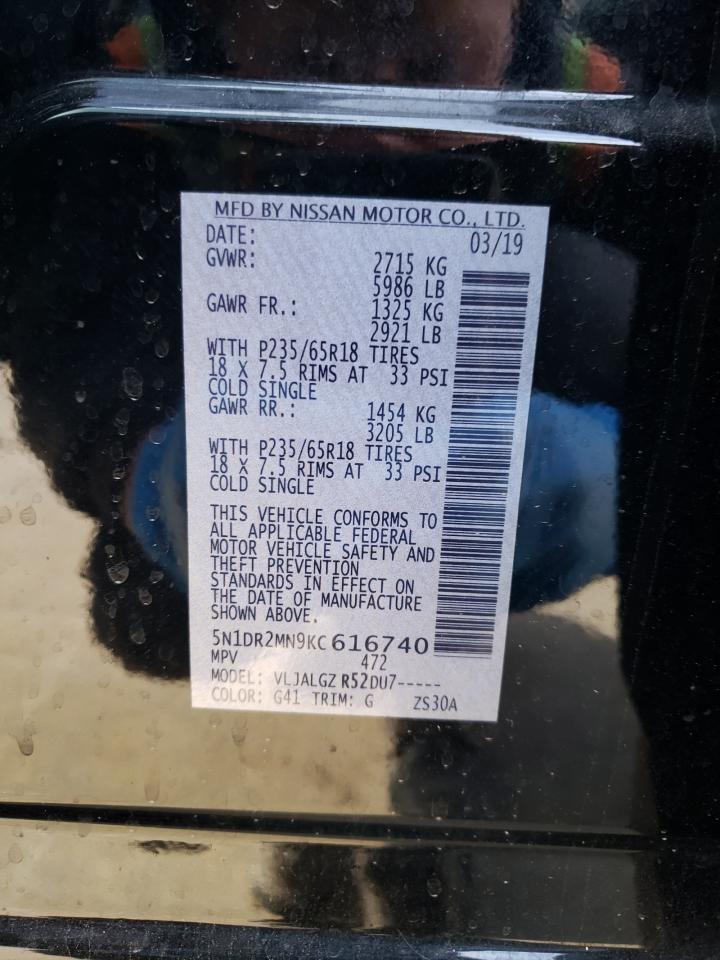 MFD BY NISSAN MOTOR CO., LTD.
DATE: 03/19
GVWR: 2715 KG
5986 LB
GAWR FR.: 1325 KG
2921 LB
WITH P235/65R18 TIRES
18 X 7.5 RIMS AT 33 PSI
COLD SINGLE
GAWR RR.: 1454 KG
3205 LB
WITH P235/65R18 TIRES
18 X 7.5 RIMS AT 33 PSI
COLD SINGLE
THIS VEHICLE CONFORMS TO
ALL APPLICABLE FEDERAL
MOTOR VEHICLE SAFETY AND
THEFT PREVENTION
STANDARDS IN EFFECT ON
THE DATE OF MANUFACTURE
SHOWN ABOVE.
5N1DR2MN9KC616740
MPV 472
MODEL: VLJALGZ R52DU7-----
COLOR: G41 TRIM: G ZS30A